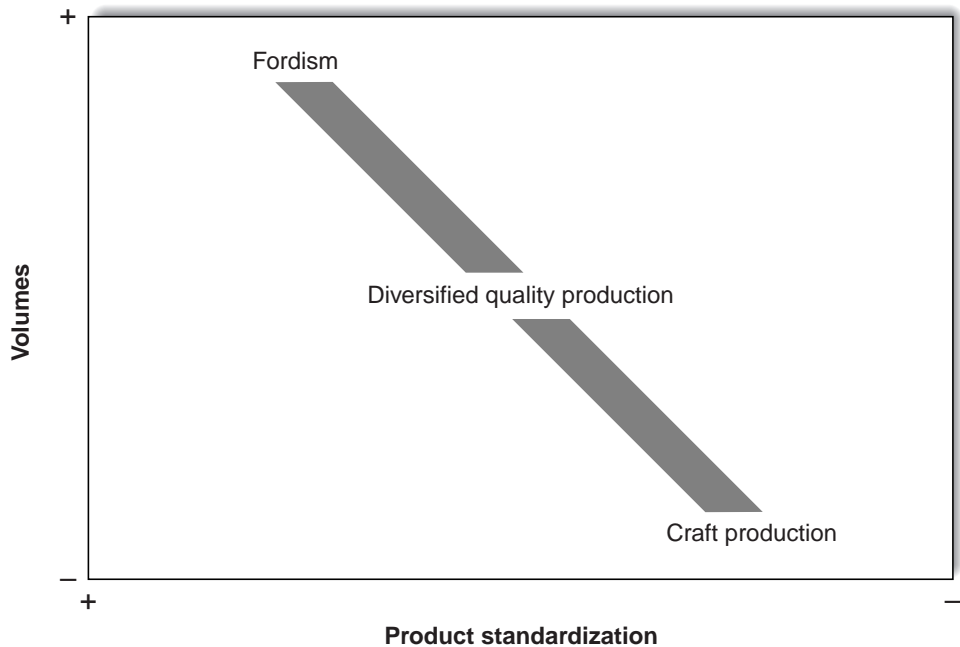 +
Fordism
Diversified quality production
Volumes
Craft production
–
+
–
Product standardization